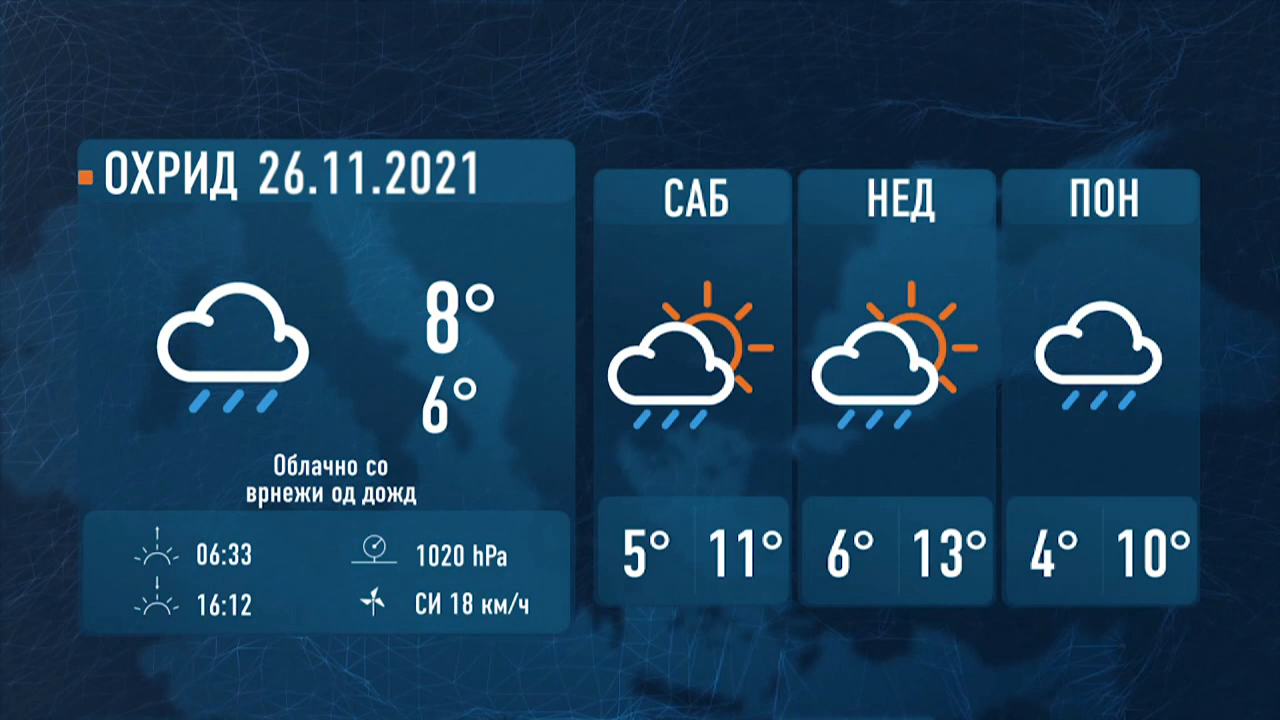 ОХРИД 26.11.2021
8°
6°
Облачно со
врнежи од дожд
06:33
1020 hPa
16:12
СИ 18 км/ч
САБ
5° 11°
НЕД
6° 13°
ПОН
4° 10°